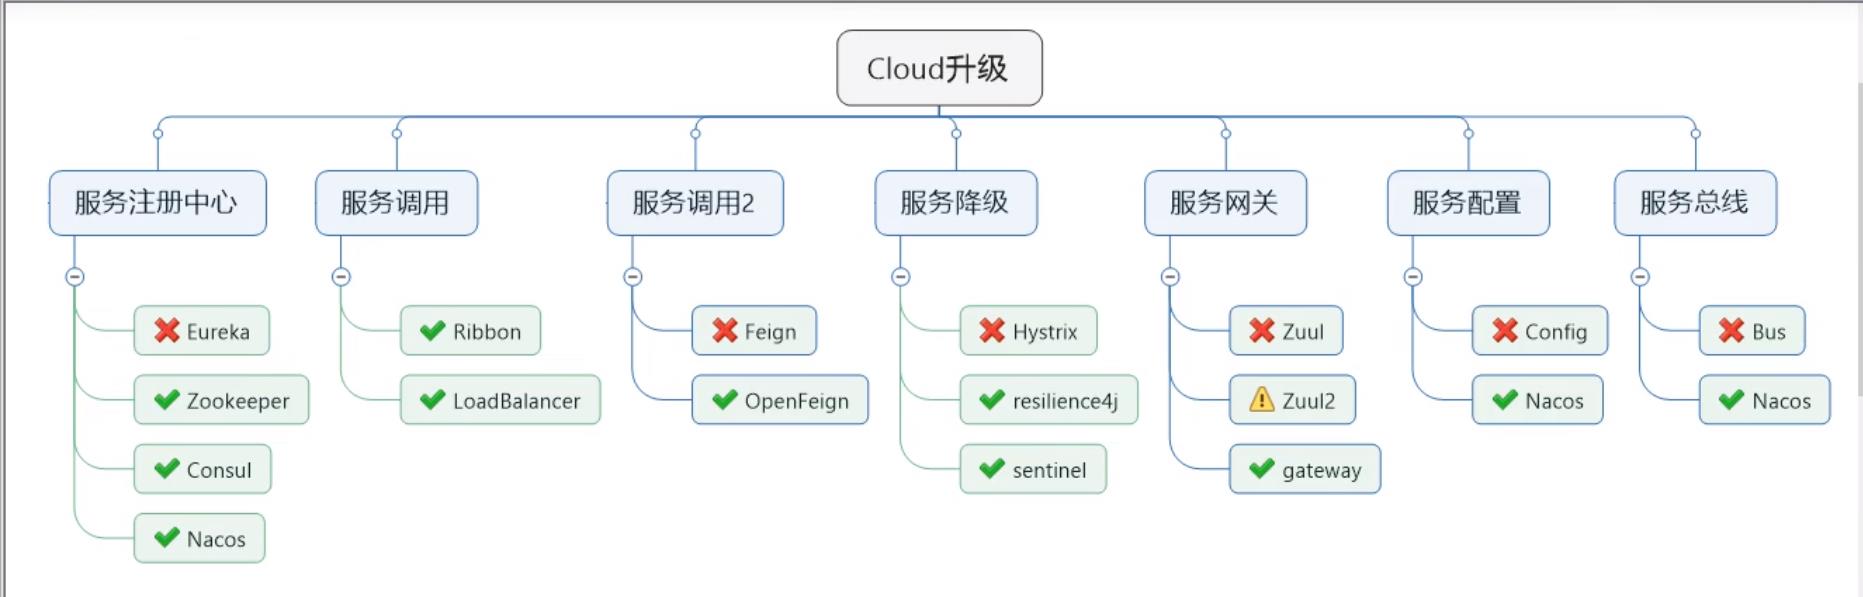 Cloud升级
服务注册中心
服务调用
服务调用2
服务降级
服务网关
服务配置
服务总线
Eureka
Zookeeper
Consul
Nacos
Ribbon
LoadBalancer
Feign
OpenFeign
Hystrix
resilience4j
sentinel
Zuul
Zuul2
gateway
Config
Nacos
Bus
Nacos